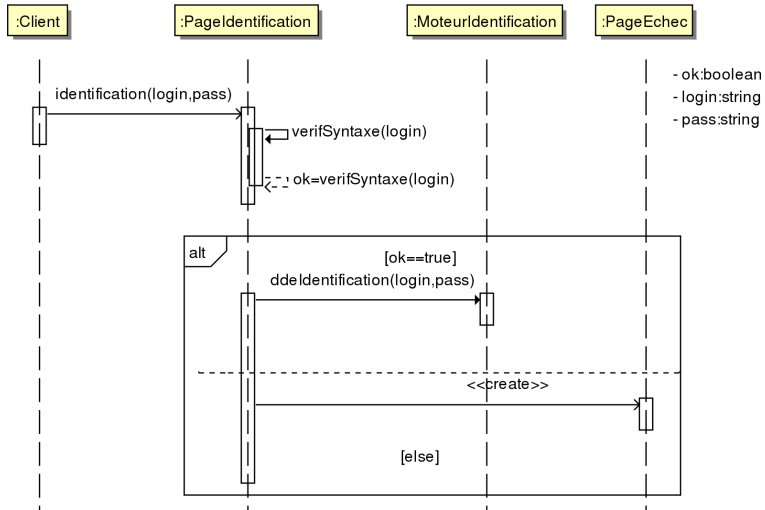 :Client
:PageIdentification
:MoteurIdentification
:PageEchec
- ok:boolean
- login:string
- pass:string
identification(login,pass)
verifSyntaxe(login)
ok=verifSyntaxe(login)
alt
[ok==true]
ddeIdentification(login,pass)
<<create>>
[else]